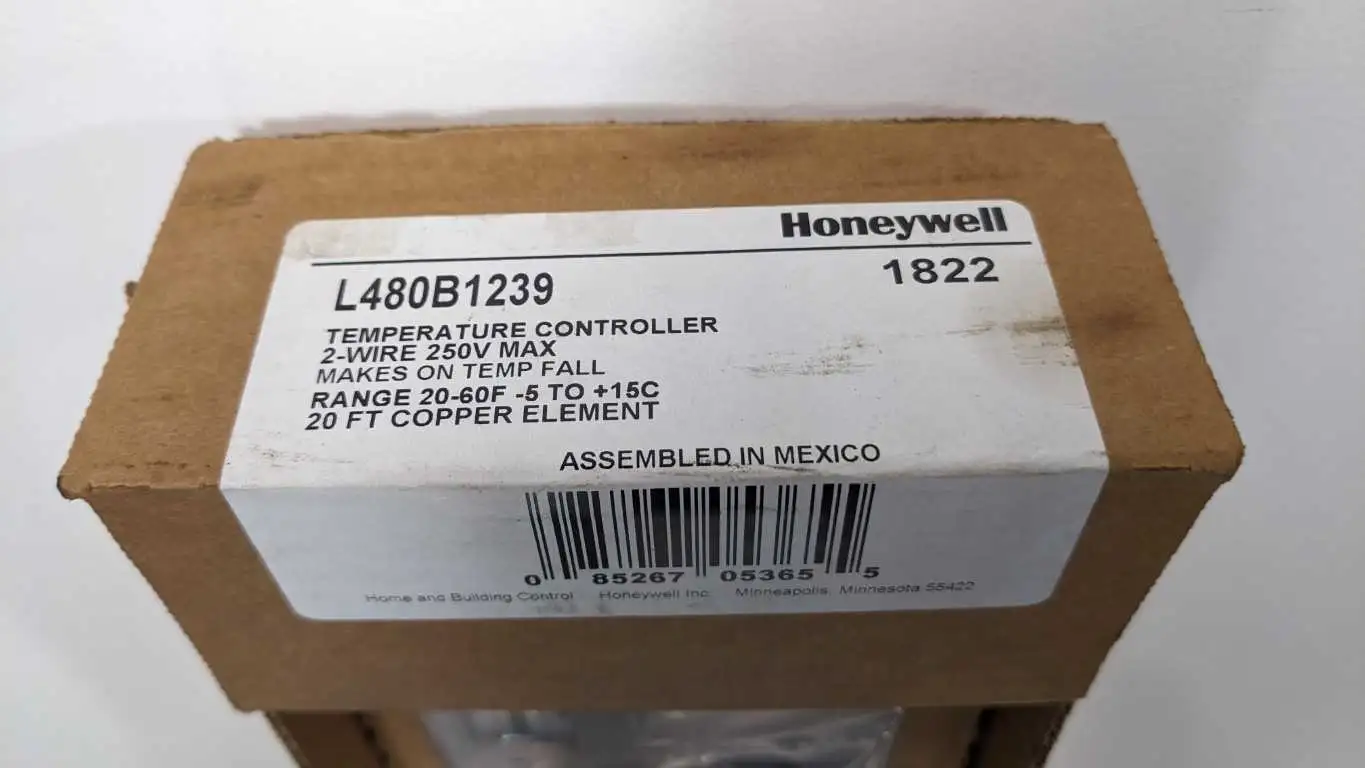 Honeywell
L480B1239 1822
TEMPERATURE CONTROLLER
2-WIRE 250V MAX
MAKES ON TEMP FALL
RANGE 20-60F -5 TO +15C
20 FT COPPER ELEMENT
ASSEMBLED IN MEXICO
0 85267 05365 5
Home and Building Control Honeywell Inc. Minneapolis, Minnesota 55422